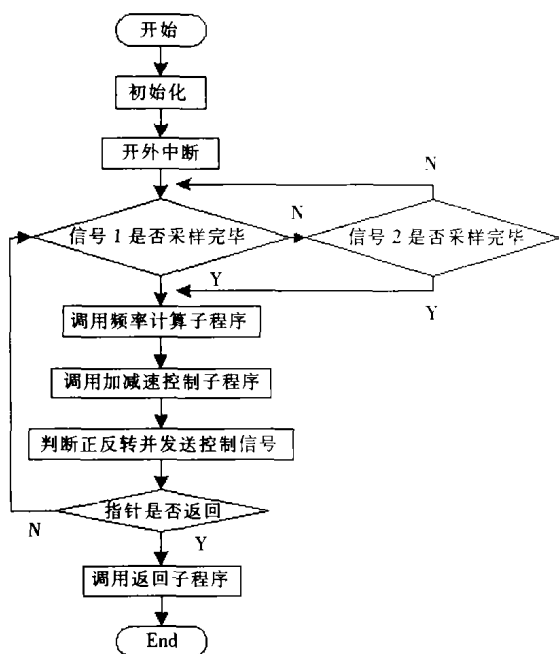 开始
初始化
开外中断
N
信号 1 是否采样完毕
N
信号 2 是否采样完毕
Y
Y
调用频率计算子程序
调用加减速控制子程序
判断正反转并发送控制信号
指针是否返回
N
Y
调用返回子程序
End